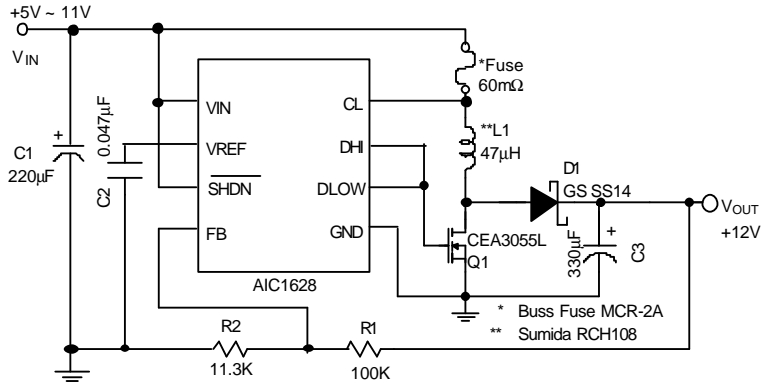 +5V ~ 11V
VIN
*Fuse
60mΩ
VIN
CL
VREF
DHI
SHDN
DLOW
FB
GND
AIC1628
C1
+
220μF
0.047μF
C2
**L1
47μH
D1
GS SS14
VOUT
+12V
CEA3055L
Q1
330μF
+
C3
* Buss Fuse MCR-2A
** Sumida RCH108
R2
11.3K
R1
100K